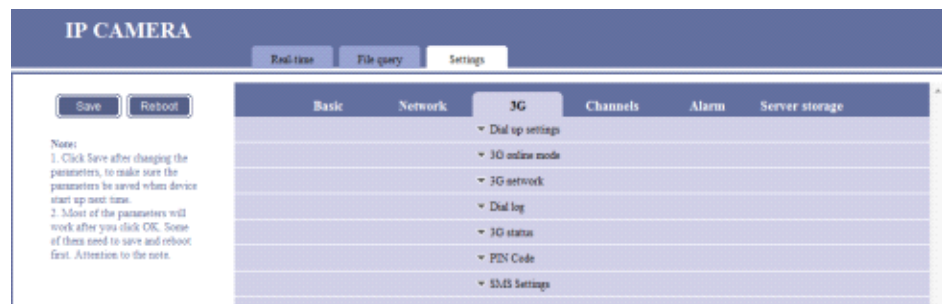 IP CAMERA
Real-time File query Settings
Save Reboot
Basic Network 3G Channels Alarm Server storage
Dial up settings
3G online mode
3G network
Dial log
3G status
PIN Code
SMS Settings
Note:
1. Click Save after changing the
parameters, to make sure the
parameters be saved when device
start up next time.
2. Most of the parameters will
work after you click OK. Some
of them need to save and reboot
first. Attention to the note.